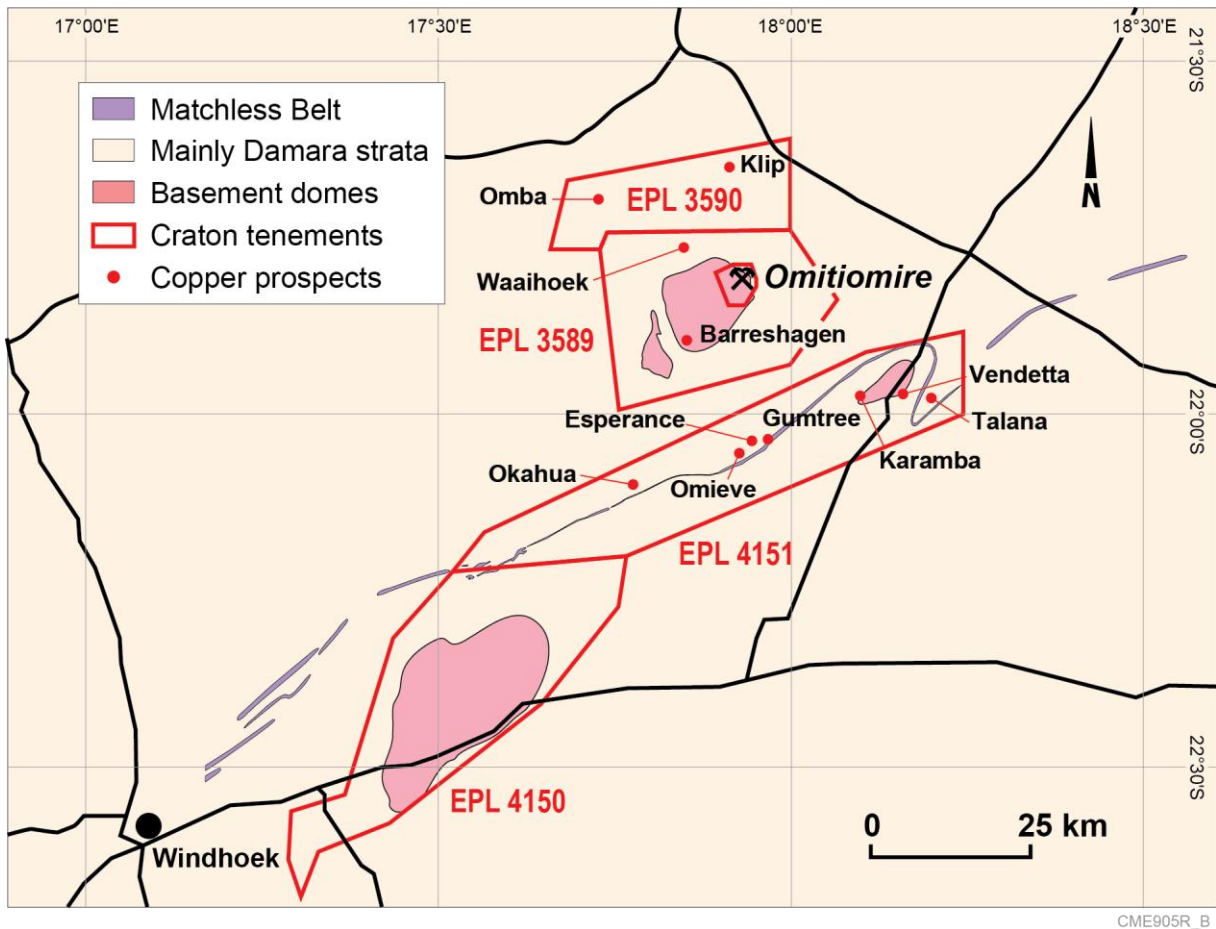 17°00'E
17°30'E
18°00'E
18°30'E
21°30'S
Matchless Belt
Mainly Damara strata
Basement domes
Craton tenements
Copper prospects
N
Klip
Omba
EPL 3590
Waaihoek
Omitiomire
EPL 3589
Barreshagen
Vendetta
22°00'S
Esperance
Gumtree
Talana
Okahua
Omieve
Karamba
EPL 4151
22°30'S
EPL 4150
0 25 km
Windhoek
CME905R_B